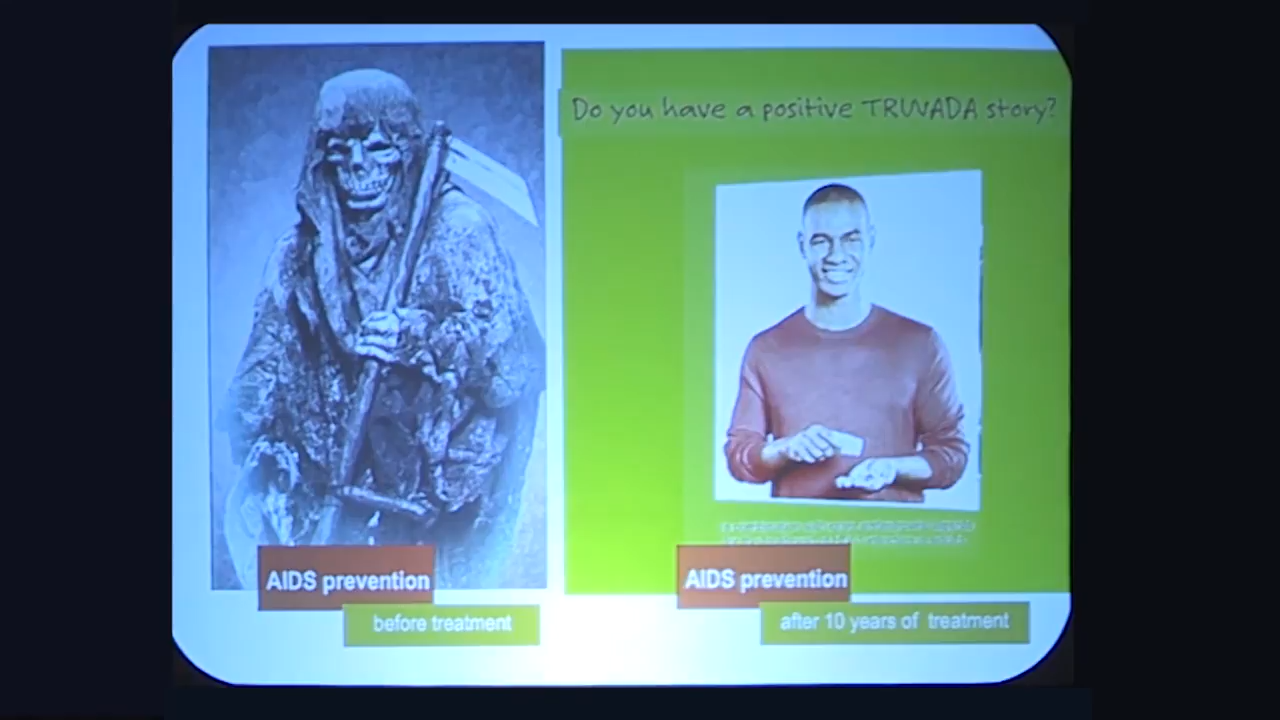 Do you have a positive TRUVADA story?
AIDS prevention
before treatment
AIDS prevention
after 10 years of treatment